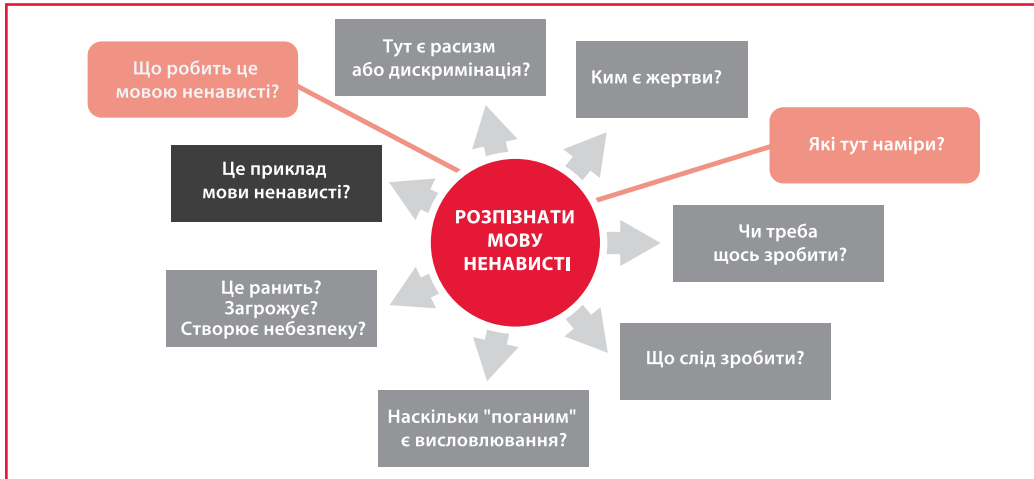 Тут є расизм
або дискримінація?
Що робить це
мовою ненависті?
Ким є жертви?
Які тут наміри?
Це приклад
мови ненависті?
РОЗПІЗНАТИ
МОВУ
НЕНАВИСТІ
Чи треба
щось зробити?
Це ранить?
Загрожує?
Створює небезпеку?
Що слід зробити?
Наскільки "поганим"
є висловлювання?